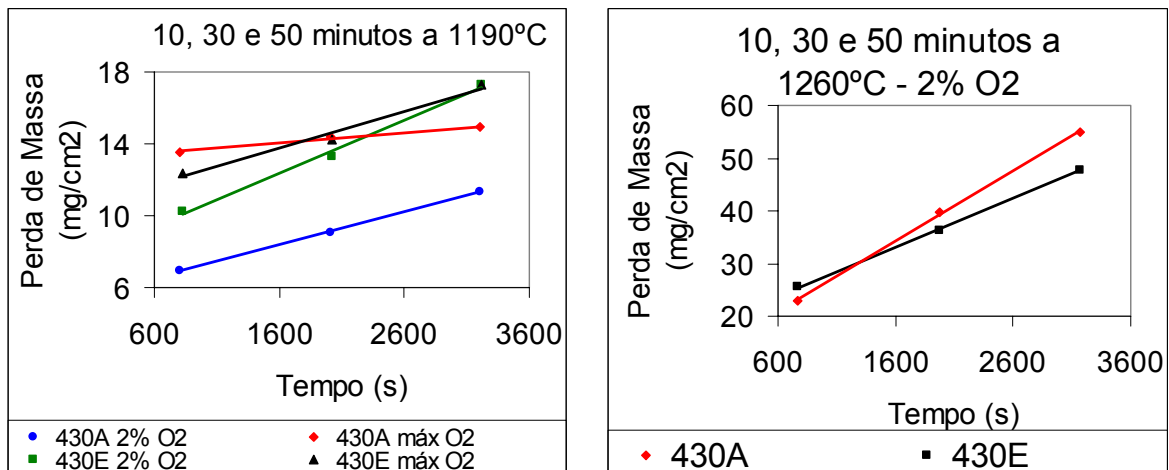 10, 30 e 50 minutos a 1190ºC
Perda de Massa
(mg/cm2)
18
14
10
6
600
1600
2600
3600
Tempo (s)
430A 2% O2
430A máx O2
430E 2% O2
430E máx O2
10, 30 e 50 minutos a
1260ºC - 2% O2
Perda de Massa
(mg/cm2)
60
50
40
30
20
600
1600
2600
3600
Tempo (s)
430A
430E